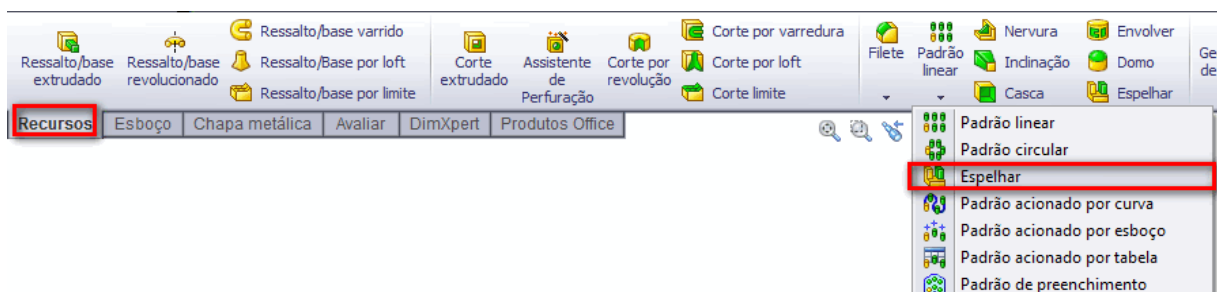 Ressalto/base extrudado
Ressalto/base revolucionado
Ressalto/base varrido
Ressalto/Base por loft
Ressalto/base por limite
Corte extrudado
Assistente de Perfuração
Corte por revolução
Corte por varredura
Corte por loft
Corte limite
Filete
Padrão linear
Nervura
Indinação
Casca
Envolver
Domo
Espelhar
Ge
de
Recursos
Esboço
Chapa metálica
Avaliar
DimXpert
Produtos Office
Padrão linear
Padrão circular
Espelhar
Padrão acionado por curva
Padrão acionado por esboço
Padrão acionado por tabela
Padrão de preenchimento